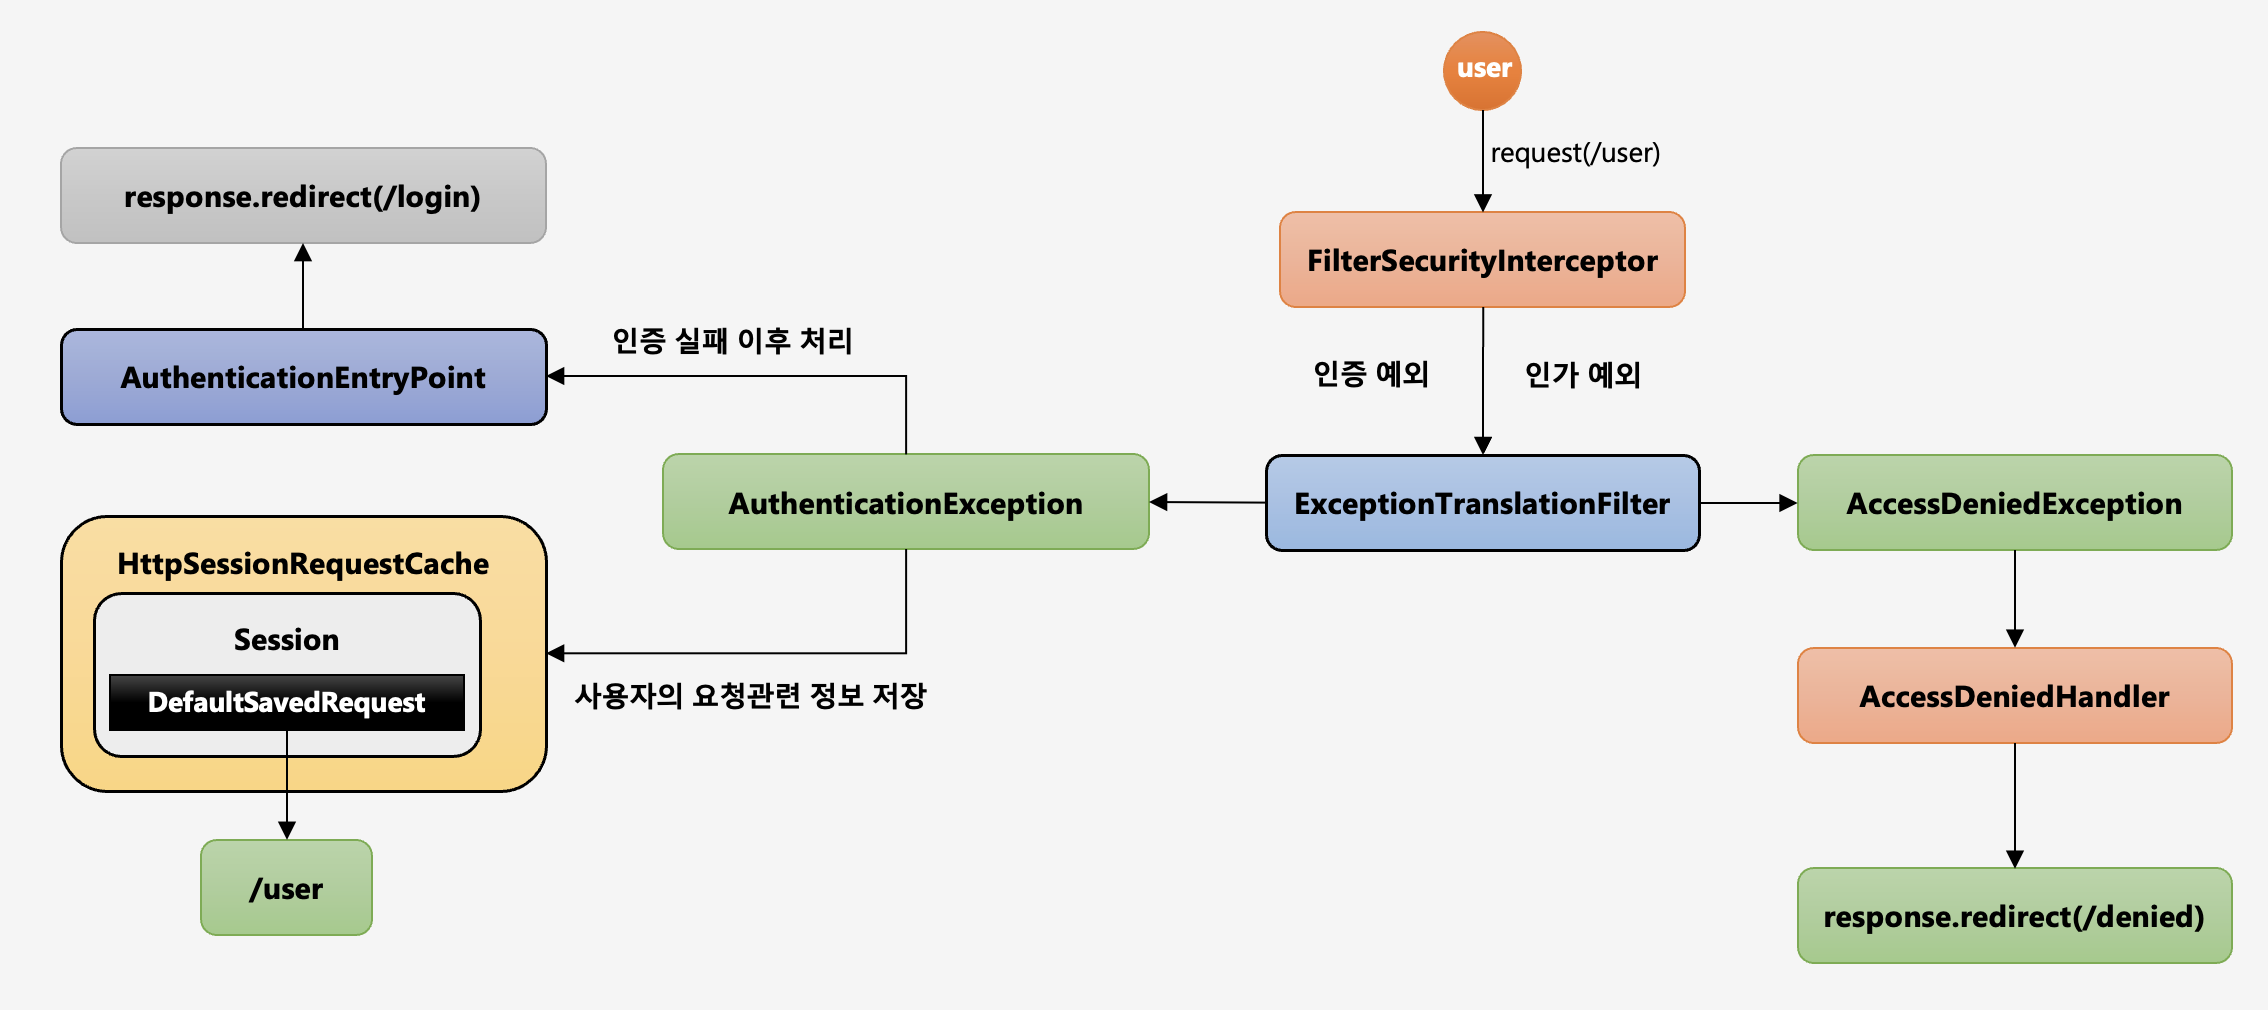 user
request(/user)
response.redirect(/login)
FilterSecurityInterceptor
인증 실패 이후 처리
AuthenticationEntryPoint
인증 예외
인가 예외
AuthenticationException
ExceptionTranslationFilter
AccessDeniedException
HttpSessionRequestCache
Session
DefaultSavedRequest
사용자의 요청관련 정보 저장
AccessDeniedHandler
/user
response.redirect(/denied)